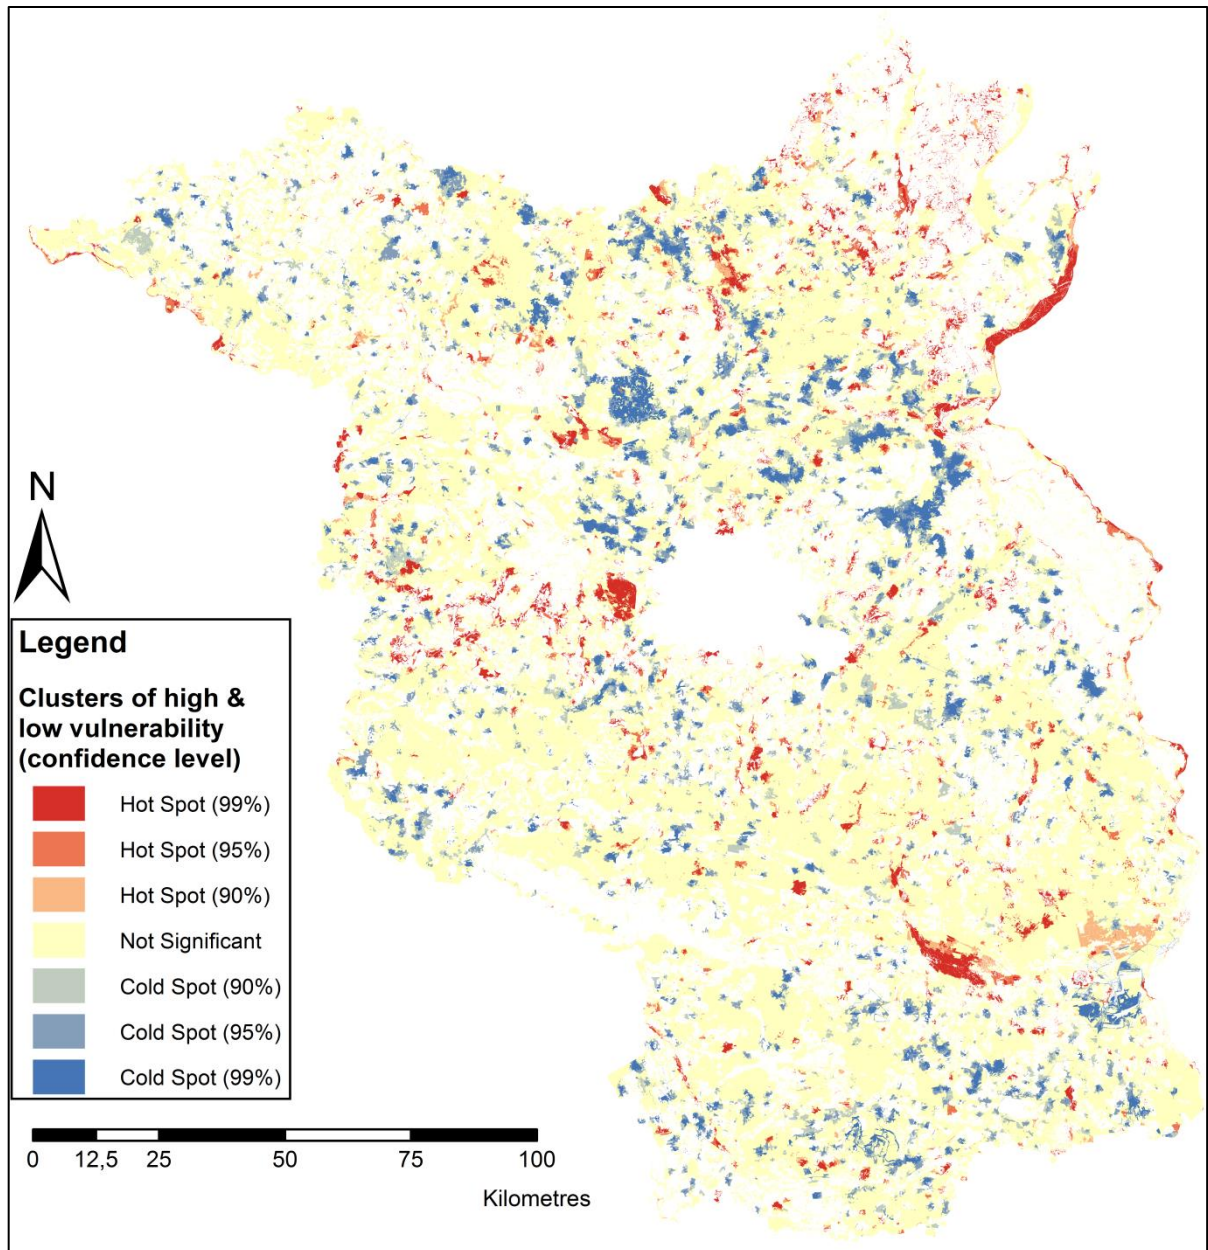 N
Legend
Clusters of high &
low vulnerability
(confidence level)
Hot Spot (99%)
Hot Spot (95%)
Hot Spot (90%)
Not Significant
Cold Spot (90%)
Cold Spot (95%)
Cold Spot (99%)
0 12,5 25 50 75 100
Kilometres